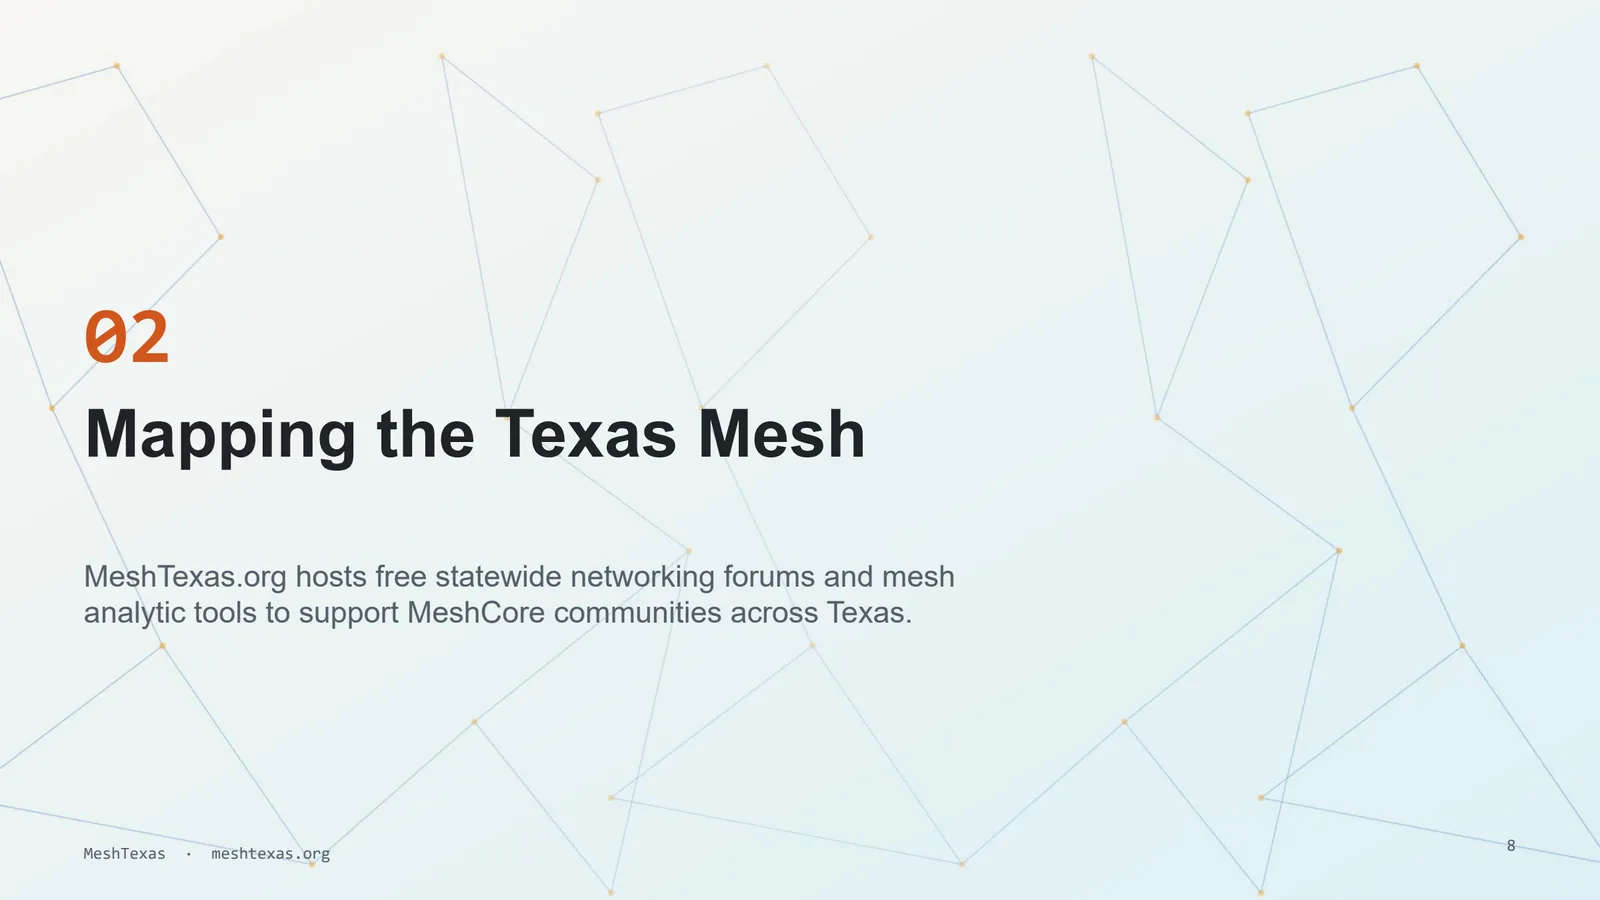 02
Mapping the Texas Mesh
MeshTexas.org hosts free statewide networking forums and mesh
analytic tools to support MeshCore communities across Texas.
MeshTexas · meshtexas.org
8